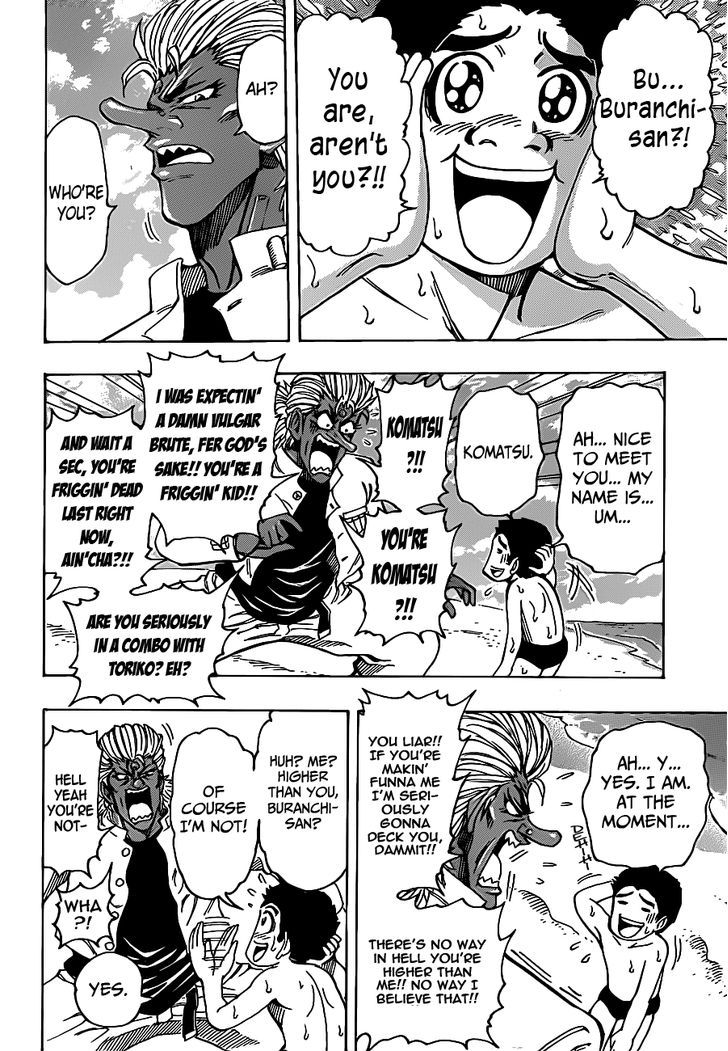 BU...
BURANCHI-
SAN?!
YOU
ARE,
AREN'T
YOU?!!
AH?
WHO'RE
YOU?
AH... NICE
TO MEET
YOU... MY
NAME IS...
UM...
KOMATSU.
KOMATSU
?!!
YOU'RE
KOMATSU
?!!
I WAS EXPECTIN'
A DAMN VULGAR
BRUTE, FER GOD'S
SAKE!! YOU'RE A
FRIGGIN' KID!!
AND WAIT A
SEC, YOU'RE
FRIGGIN' DEAD
LAST RIGHT
NOW,
AIN'CHA?!!
ARE YOU SERIOUSLY
IN A COMBO WITH
TORIKO? EH?
AH... Y...
YES. I AM.
AT THE
MOMENT...
YOU LIAR!!
IF YOU'RE
MAKIN'
FUNNA ME
I'M SERI-
OUSLY
GONNA
DECK YOU,
DAMMIT!!
THERE'S NO WAY
IN HELL YOU'RE
HIGHER THAN
ME!! NO WAY I
BELIEVE THAT!!
HUH? ME?
HIGHER
THAN YOU,
BURANCHI-
SAN?
OF
COURSE
I'M NOT!
HELL
YEAH
YOU'RE
NOT-
WHA
?!
YES.